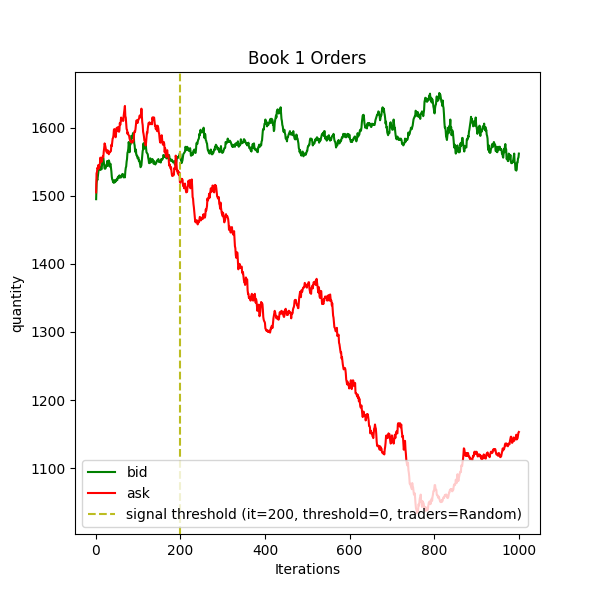 Book 1 Orders
quantity
1600
1500
1400
1300
1200
1100
bid
ask
signal threshold (it=200, threshold=0, traders=Random)
0 200 400 600 800 1000
Iterations